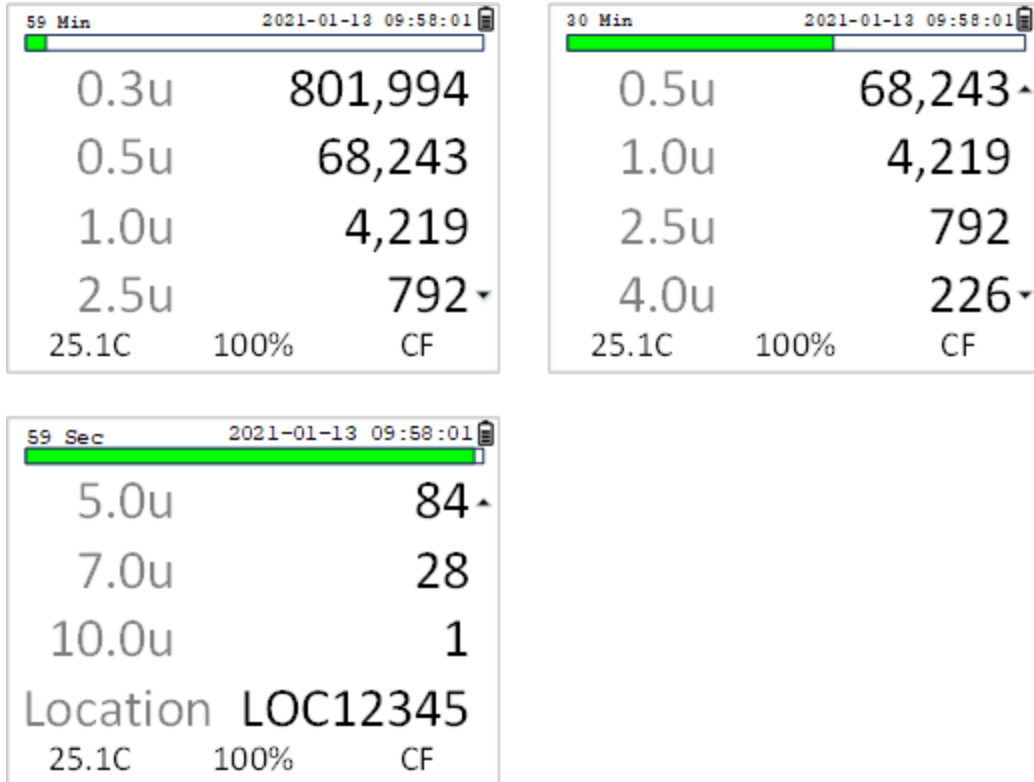 59 Min 2021-01-13 09:58:01
0.3u 801,994
0.5u 68,243
1.0u 4,219
2.5u 792
25.1C 100% CF
30 Min 2021-01-13 09:58:01
0.5u 68,243
1.0u 4,219
2.5u 792
4.0u 226
25.1C 100% CF
59 Sec 2021-01-13 09:58:01
5.0u 84
7.0u 28
10.0u 1
Location LOC12345
25.1C 100% CF